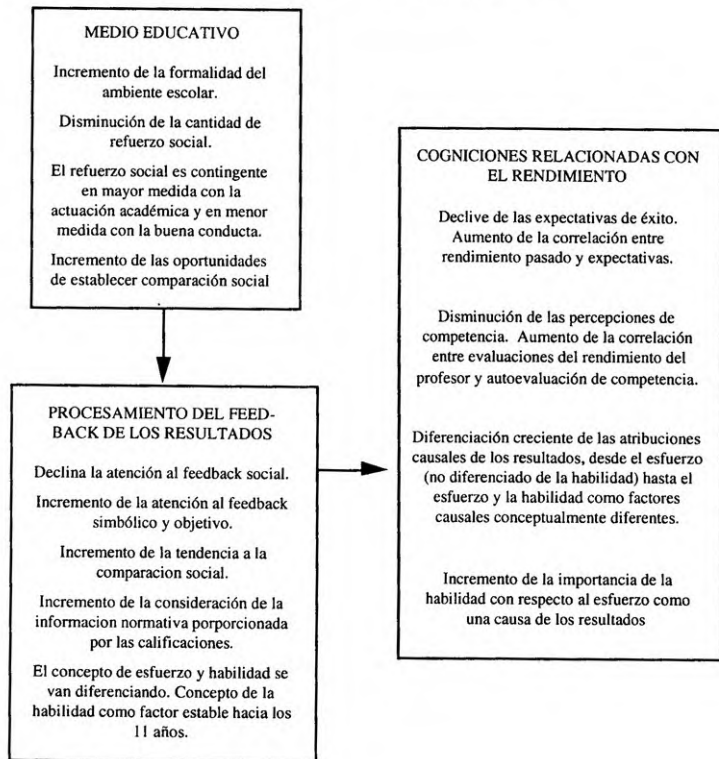 MEDIO EDUCATIVO
Incremento de la formalidad del
ambiente escolar.
Disminución de la cantidad de
refuerzo social.
El refuerzo social es contingente
en mayor medida con la
actuación académica y en menor
medida con la buena conducta.
Incremento de las oportunidades
de establecer comparación social
PROCESAMIENTO DEL FEED-
BACK DE LOS RESULTADOS
Declina la atención al feedback social.
Incremento de la atención al feedback
simbólico y objetivo.
Incremento de la tendencia a la
comparacion social.
Incremento de la consideración de la
informacion normativa porporcionada
por las calificaciones.
El concepto de esfuerzo y habilidad se
van diferenciando. Concepto de la
habilidad como factor estable hacia los
11 años.
COGNICIONES RELACIONADAS CON
EL RENDIMIENTO
Declive de las expectativas de éxito.
Aumento de la correlación entre
rendimiento pasado y expectativas.
Disminución de las percepciones de
competencia. Aumento de la correlación
entre evaluaciones del rendimiento del
profesor y autoevaluación de competencia.
Diferenciación creciente de las atribuciones
causales de los resultados, desde el esfuerzo
(no diferenciado de la habilidad) hasta el
esfuerzo y la habilidad como factores
causales conceptualmente diferentes.
Incremento de la importancia de la
habilidad con respecto al esfuerzo como
una causa de los resultados